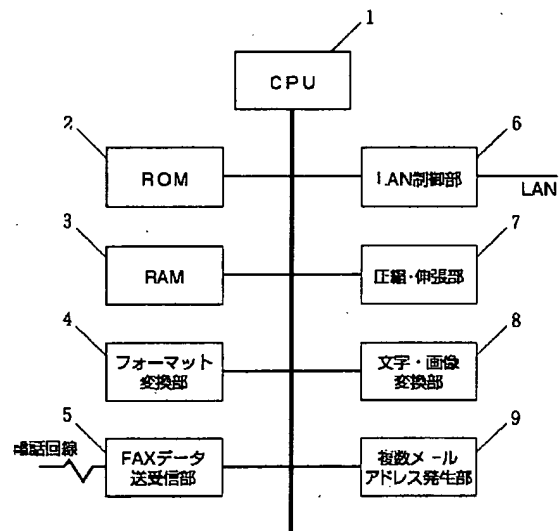 1
CPU
2
ROM
6
LAN制御部
LAN
3
RAM
7
圧縮・伸張部
4
フォーマット
変換部
8
文字・画像
変換部
電話回線
5
FAXデータ
送受信部
9
複数メール
アドレス発生部